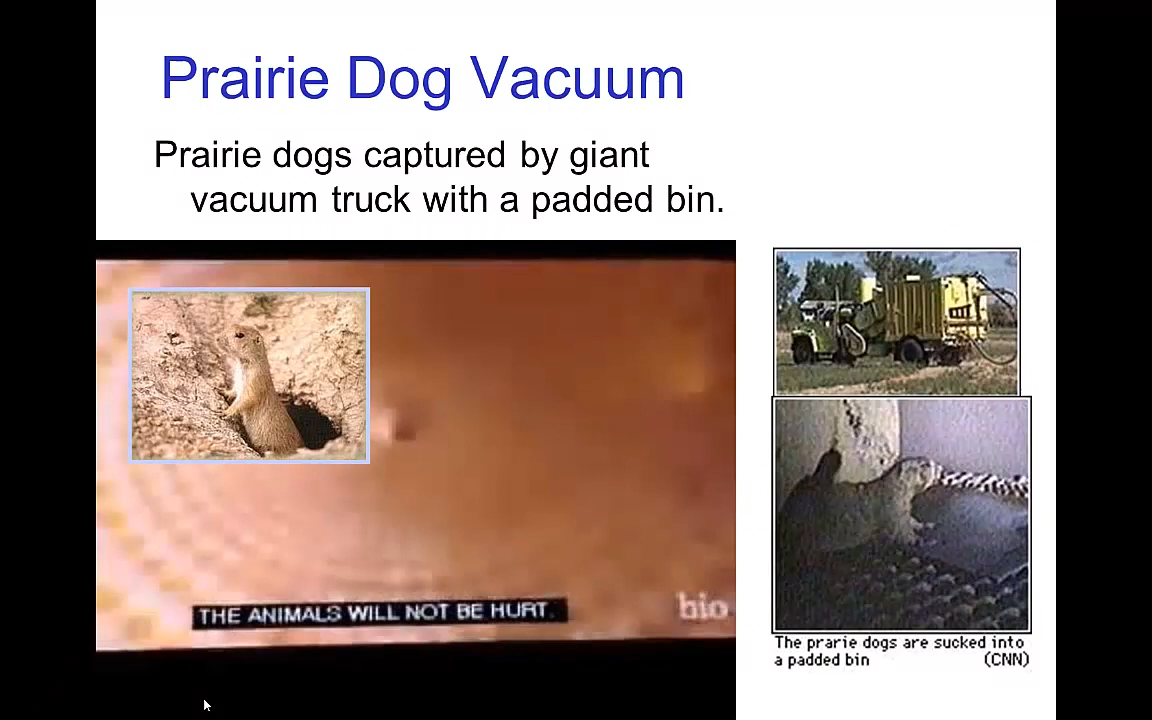 Prairie Dog Vacuum
Prairie dogs captured by giant
vacuum truck with a padded bin.
THE ANIMALS WILL NOT BE HURT.
bio
The prarie dogs are sucked into
a padded bin (CNN)